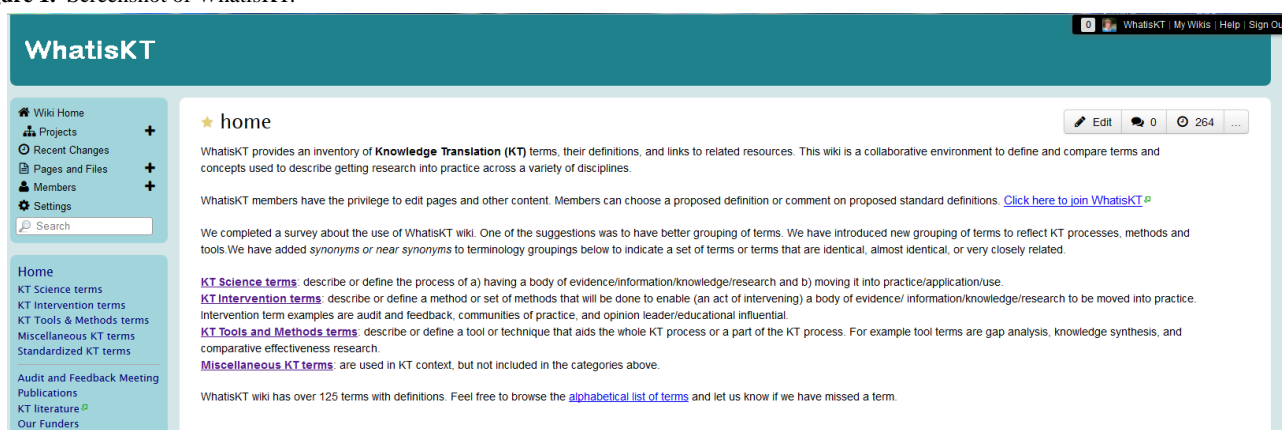 Screenshot of WhatisKT.
0 WhatisKT | My Wikis | Help | Sign Ou
WhatisKT
Wiki Home
Projects
Recent Changes
Pages and Files
Members
Settings
Search
Home
KT Science terms
KT Intervention terms
KT Tools & Methods terms
Miscellaneous KT terms
Standardized KT terms
Audit and Feedback Meeting
Publications
KT literature
Our Funders
home
Edit 0 264 ...
WhatisKT provides an inventory of Knowledge Translation (KT) terms, their definitions, and links to related resources. This wiki is a collaborative environment to define and compare terms and
concepts used to describe getting research into practice across a variety of disciplines.
WhatisKT members have the privilege to edit pages and other content. Members can choose a proposed definition or comment on proposed standard definitions. Click here to join WhatisKT
We completed a survey about the use of WhatisKT wiki. One of the suggestions was to have better grouping of terms. We have introduced new grouping of terms to reflect KT processes, methods and
tools.We have added synonyms or near synonyms to terminology groupings below to indicate a set of terms or terms that are identical, almost identical, or very closely related.
KT Science terms: describe or define the process of a) having a body of evidence/information/knowledge/research and b) moving it into practice/application/use.
KT Intervention terms: describe or define a method or set of methods that will be done to enable (an act of intervening) a body of evidence/ information/knowledge/research to be moved into practice.
Intervention term examples are audit and feedback, communities of practice, and opinion leader/educational influential.
KT Tools and Methods terms: describe or define a tool or technique that aids the whole KT process or a part of the KT process. For example tool terms are gap analysis, knowledge synthesis, and
comparative effectiveness research.
Miscellaneous KT terms: are used in KT context, but not included in the categories above.
WhatisKT wiki has over 125 terms with definitions. Feel free to browse the alphabetical list of terms and let us know if we have missed a term.